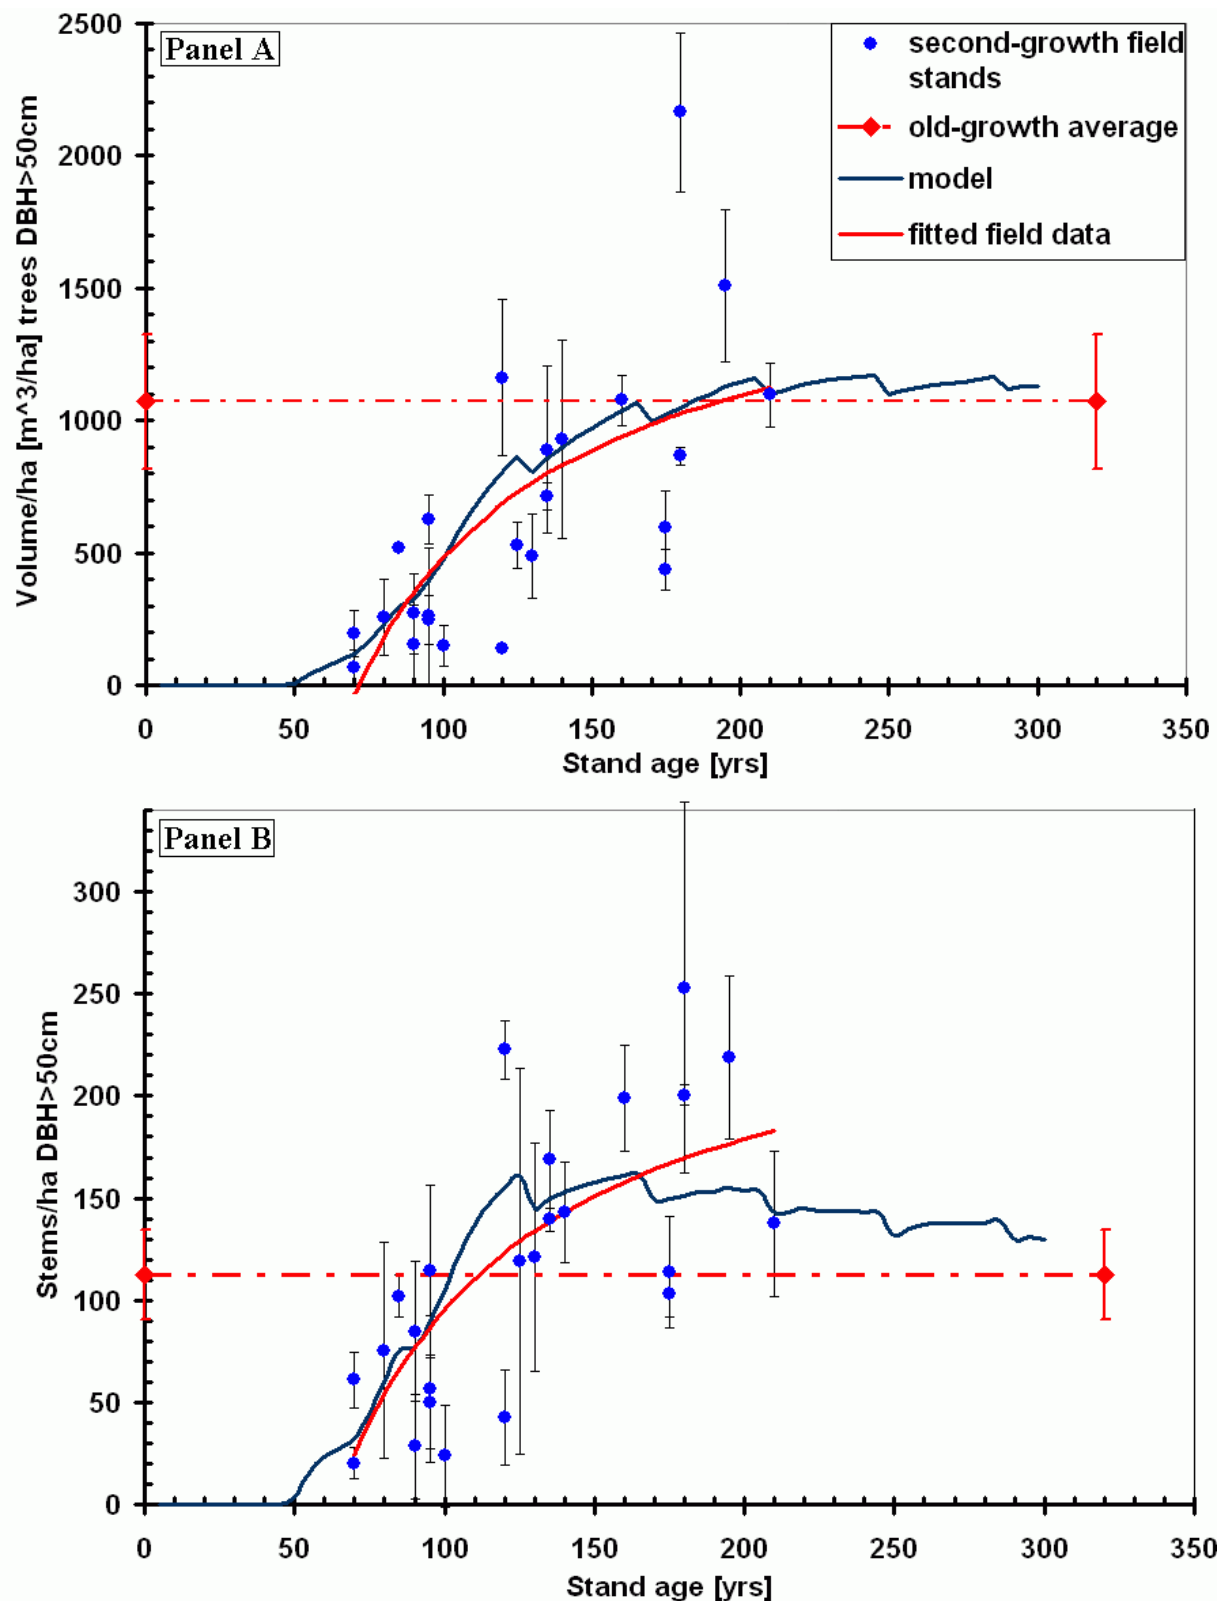 Panel A
second-growth field
stands
old-growth average
model
fitted field data
Volume/ha [m^3/ha] trees DBH>50cm
2500
2000
1500
1000
500
0
0 50 100 150 200 250 300 350
Stand age [yrs]
Panel B
Stems/ha DBH>50cm
300
250
200
150
100
50
0
0 50 100 150 200 250 300 350
Stand age [yrs]